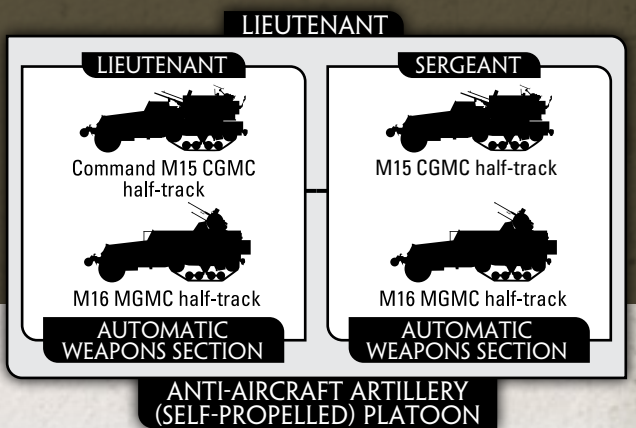 LIEUTENANT
LIEUTENANT
Command M15 CGMC
half-track
M16 MGMC half-track
AUTOMATIC
WEAPONS SECTION
SERGEANT
M15 CGMC half-track
M16 MGMC half-track
AUTOMATIC
WEAPONS SECTION
ANTI-AIRCRAFT ARTILLERY
(SELF-PROPELLED) PLATOON